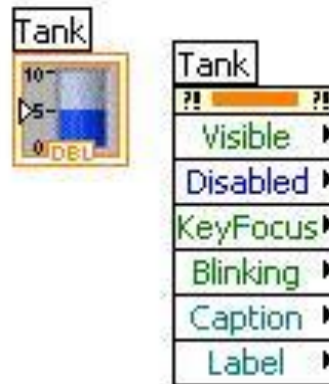 Tank
10
5
0
DBL
Tank
?!
?!
Visible
Disabled
KeyFocus
Blinking
Caption
Label